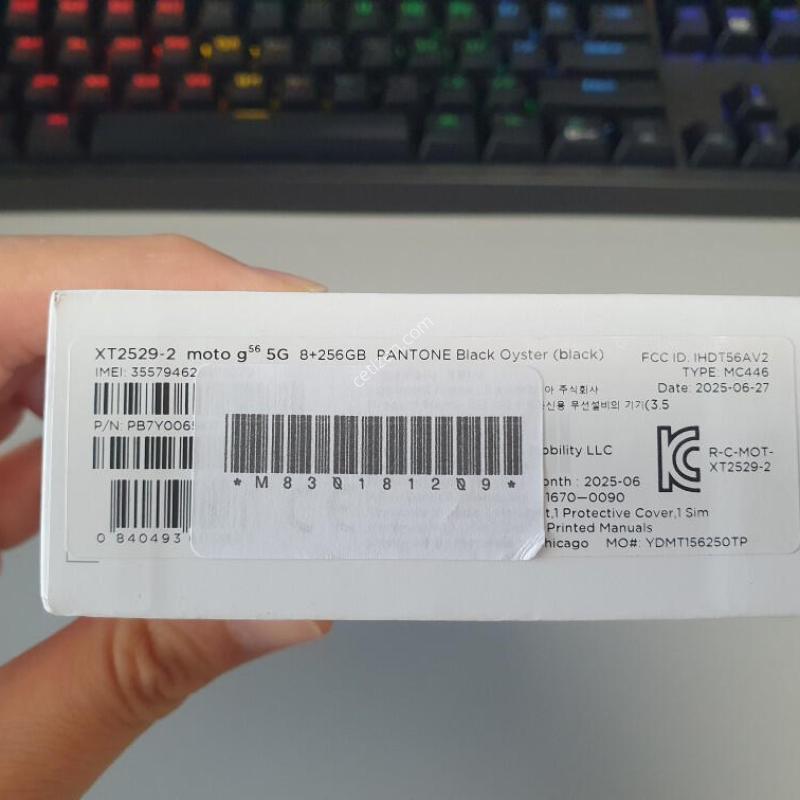 XT2529-2 moto g56 5G 8+256GB PANTONE Black Oyster (black)
FCC ID. IHDT56AV2
IMEI: 35579462
TYPE: MC446
아 주식회사
Date: 2025-06-27
신용 무선설비의 기기(3.5
P/N: PB7Y006
obility LLC
R-C-MOT-
XT2529-2
onth : 2025-06
*M830181209*
1670-0090
t,1 Protective Cover,1 Sim
Printed Manuals
0 840493
hicago MO#: YDMT156250TP
cetizen.com